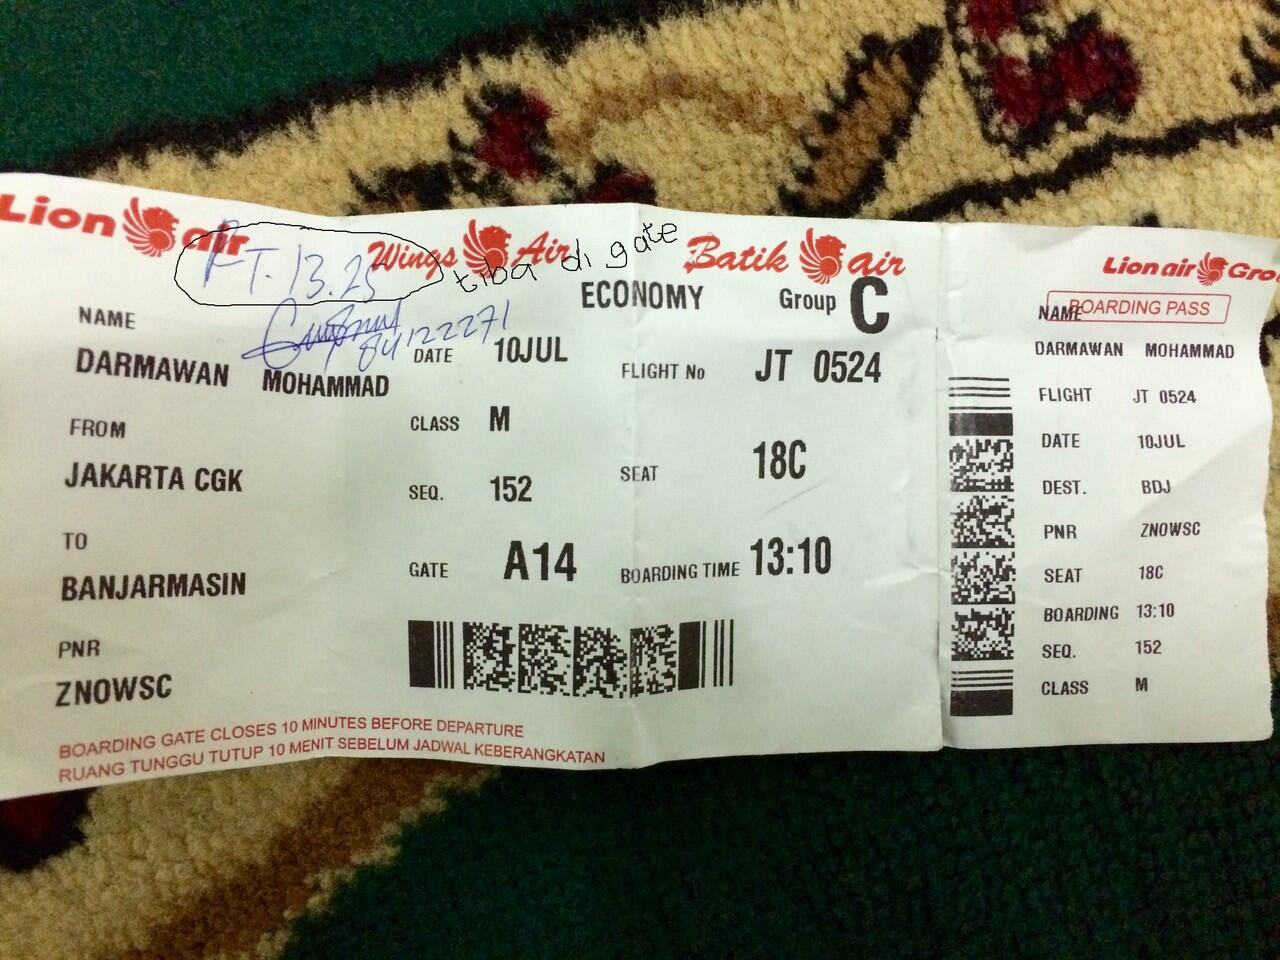 Lion air Wings Air Batik air
RT.13.25 tiba di gate
84122271
ECONOMY Group C
NAME
DARMAWAN MOHAMMAD
DATE 10JUL
FLIGHT No JT 0524
FROM
JAKARTA CGK
CLASS M
SEAT 18C
SEQ. 152
TO
BANJARMASIN
GATE A14
BOARDING TIME 13:10
PNR
ZNOWSC
BOARDING GATE CLOSES 10 MINUTES BEFORE DEPARTURE
RUANG TUNGGU TUTUP 10 MENIT SEBELUM JADWAL KEBERANGKATAN
Lion air Gro
BOARDING PASS
NAME
DARMAWAN MOHAMMAD
FLIGHT JT 0524
DATE 10JUL
DEST. BDJ
PNR ZNOWSC
SEAT 18C
BOARDING 13:10
SEQ. 152
CLASS M